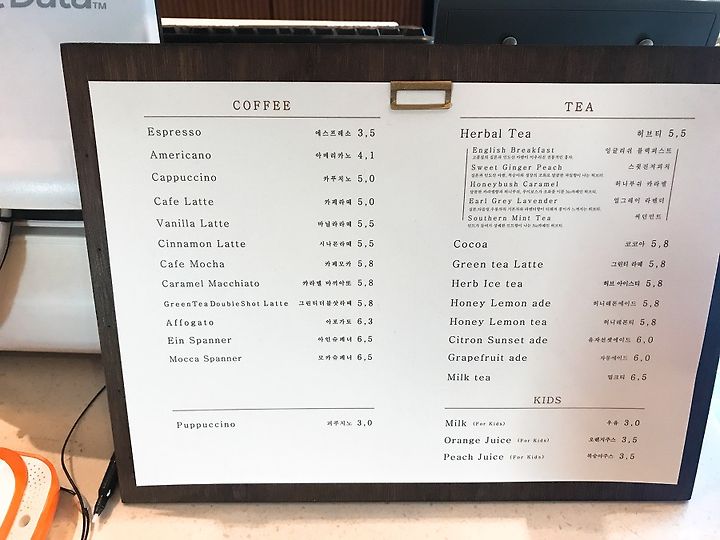 Data™
COFFEE
Espresso 에스프레소 3,5
Americano 아메리카노 4,1
Cappuccino 카푸치노 5,0
Cafe Latte 카페라떼 5,0
Vanilla Latte 바닐라라떼 5,5
Cinnamon Latte 시나몬라떼 5,5
Cafe Mocha 카페모카 5,8
Caramel Macchiato 카라멜 마끼아또 5,8
GreenTeaDoubleShot Latte 그린티더블샷라떼 5,8
Affogato 아포가토 6,3
Ein Spanner 아인슈페너 6,5
Mocca Spanner 모카슈페너 6,5
Puppuccino 퍼푸치노 3,0
TEA
Herbal Tea 허브티 5,5
English Breakfast 잉글리쉬 블랙퍼스트
Sweet Ginger Peach 스윗진저피치
Honeybush Caramel 허니부쉬 카라멜
Earl Grey Lavender 얼그레이 라벤더
Southern Mint Tea 써던민트
Cocoa 코코아 5,8
Green tea Latte 그린티 라떼 5,8
Herb Ice tea 허브 아이스티 5,8
Honey Lemon ade 허니레몬에이드 5,8
Honey Lemon tea 허니레몬티 5,8
Citron Sunset ade 유자선셋에이드 6,0
Grapefruit ade 자몽에이드 6,0
Milk tea 밀크티 6,5
KIDS
Milk (For Kids) 우유 3,0
Orange Juice (For Kids) 오렌지주스 3,5
Peach Juice (For Kids) 복숭아주스 3,5